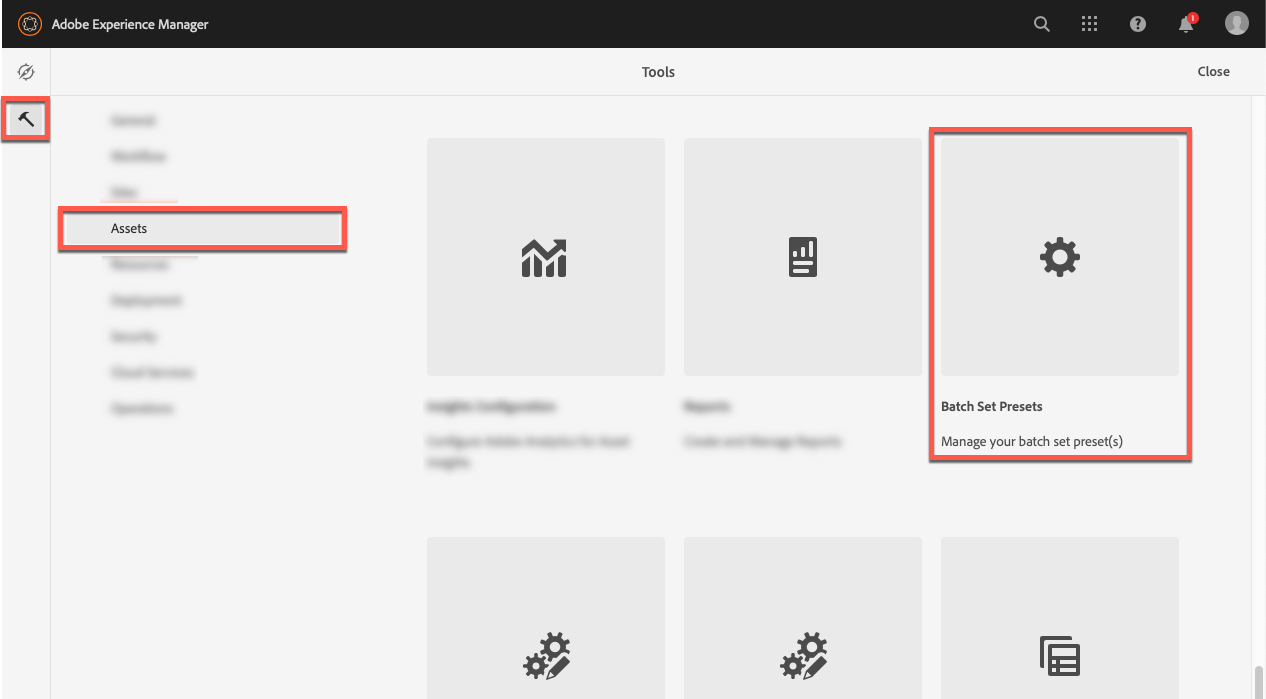 Adobe Experience Manager
1
Tools
Close
General
Workflow
Sites
Assets
Resources
Deployment
Security
Cloud Services
Operations
Insights Configuration
Reports
Batch Set Presets
Configure Adobe Analytics for Asset
Insights
Create and Manage Reports
Manage your batch set preset(s)